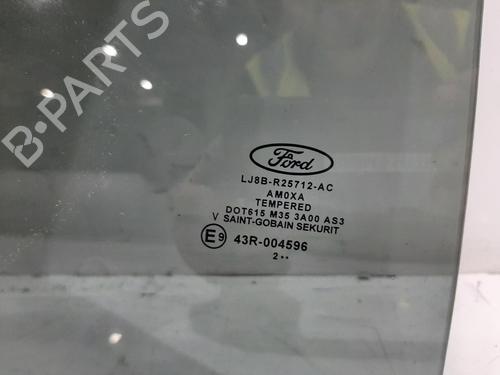 B-PARTS
Ford
LJ8B-R25712-AC
AM0XA
TEMPERED
DOT615 M35 3A00 AS3
V SAINT-GOBAIN SEKURIT
E9 43R-004596
2••